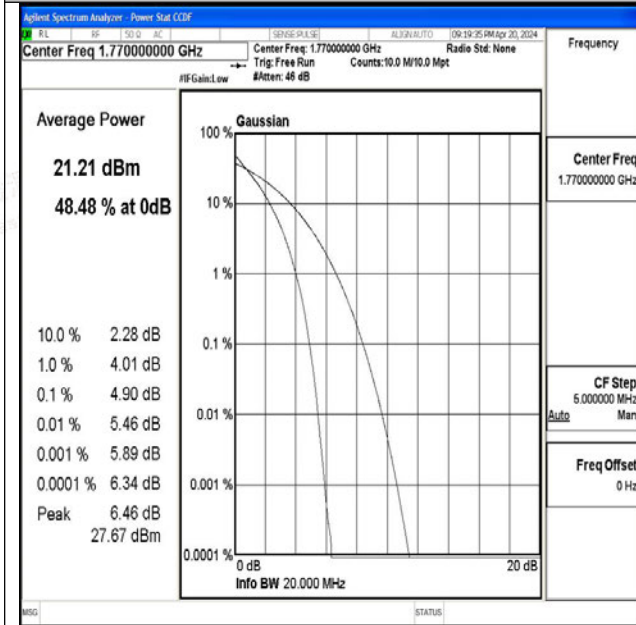 Agilent Spectrum Analyzer - Power Stat CCDF
RL RF 50 Ω AC SENSE:PULSE ALIGN AUTO 09:19:35 PM Apr 20, 2024
Center Freq 1.770000000 GHz
Center Freq: 1.770000000 GHz
Radio Std: None
Trig: Free Run
Counts:10.0 M/10.0 Mpt
#IFGain:Low
#Atten: 46 dB
Frequency
Average Power
21.21 dBm
48.48 % at 0dB
10.0 % 2.28 dB
1.0 % 4.01 dB
0.1 % 4.90 dB
0.01 % 5.46 dB
0.001 % 5.89 dB
0.0001 % 6.34 dB
Peak 6.46 dB
27.67 dBm
Gaussian
100 %
10 %
1 %
0.1 %
0.01 %
0.001 %
0.0001 %
0 dB
20 dB
Info BW 20.000 MHz
Center Freq
1.770000000 GHz
CF Step
5.000000 MHz
Auto Man
Freq Offset
0 Hz
MSG
STATUS